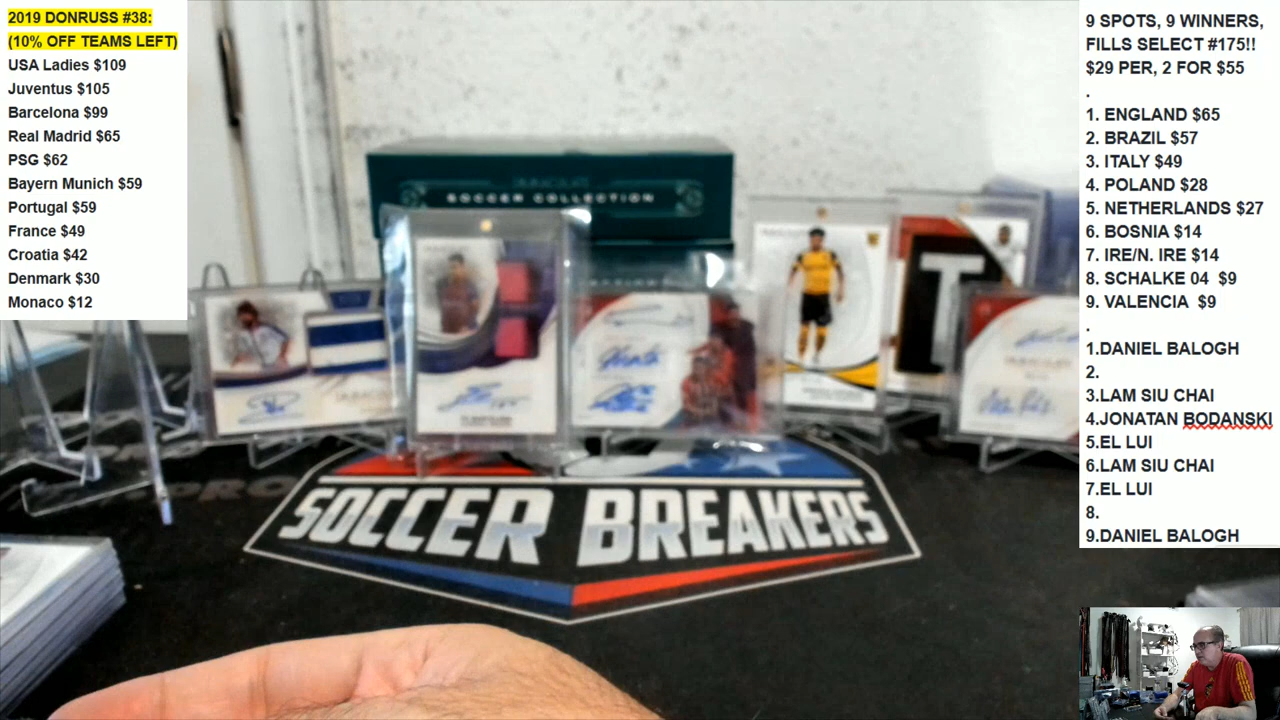 2019 DONRUSS #38:
(10% OFF TEAMS LEFT)
USA Ladies $109
Juventus $105
Barcelona $99
Real Madrid $65
PSG $62
Bayern Munich $59
Portugal $59
France $49
Croatia $42
Denmark $30
Monaco $12
9 SPOTS, 9 WINNERS,
FILLS SELECT #175!!
$29 PER, 2 FOR $55
.
1. ENGLAND $65
2. BRAZIL $57
3. ITALY $49
4. POLAND $28
5. NETHERLANDS $27
6. BOSNIA $14
7. IRE/N. IRE $14
8. SCHALKE 04 $9
9. VALENCIA $9
.
1.DANIEL BALOGH
2.
3.LAM SIU CHAI
4.JONATAN BODANSKI
5.EL LUI
6.LAM SIU CHAI
7.EL LUI
8.
9.DANIEL BALOGH
SOCCER COLLECTION
T
SOCCER BREAKERS